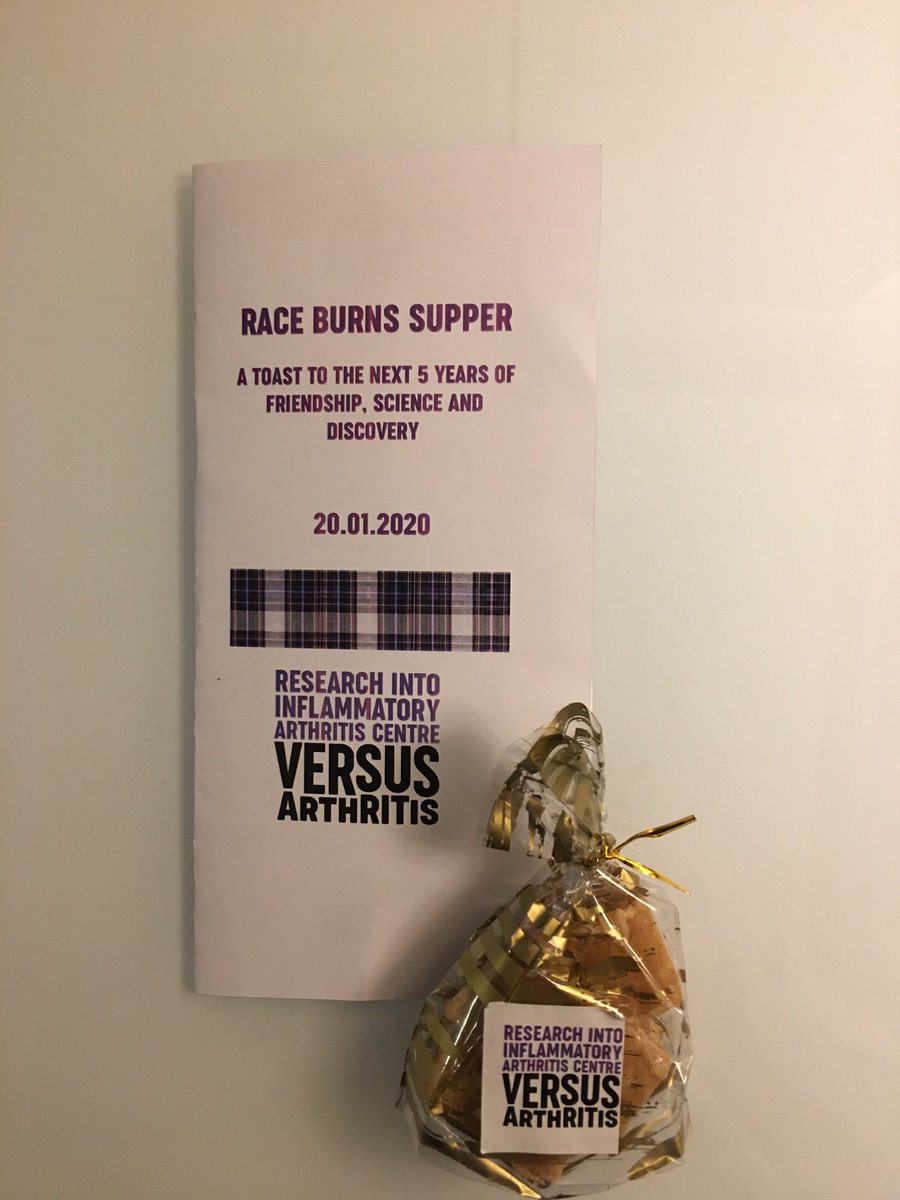 RACE BURNS SUPPER
A TOAST TO THE NEXT 5 YEARS OF
FRIENDSHIP, SCIENCE AND
DISCOVERY
20.01.2020
RESEARCH INTO
INFLAMMATORY
ARTHRITIS CENTRE
VERSUS
ARTHRITIS
RESEARCH INTO
INFLAMMATORY
ARTHRITIS CENTRE
VERSUS
ARTHRITIS